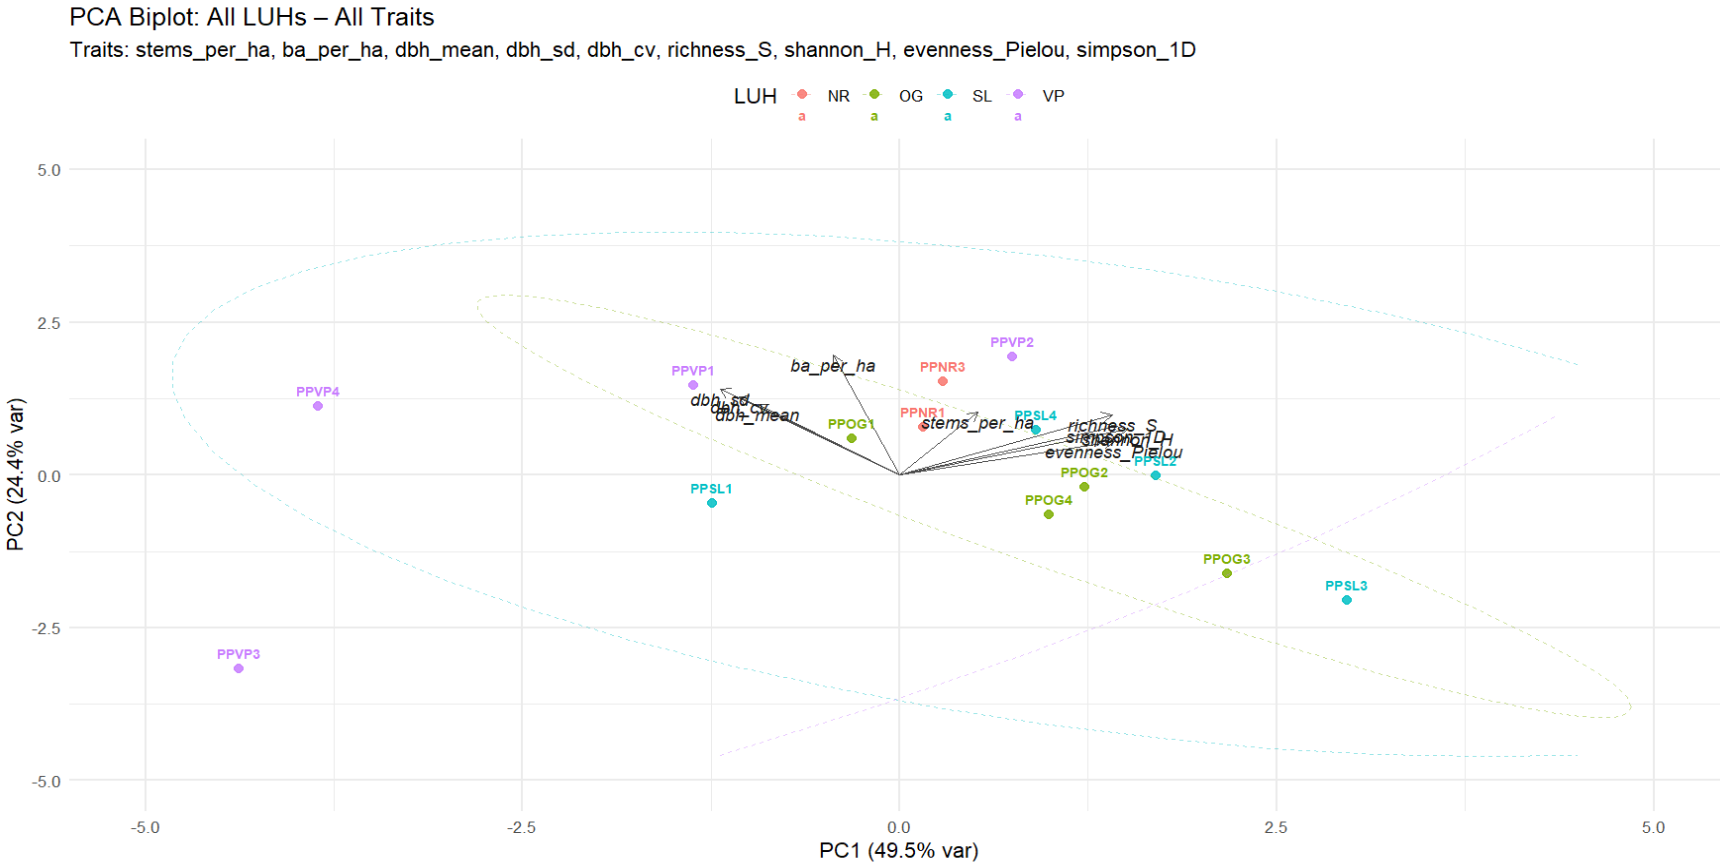 PCA Biplot: All LUHs – All Traits
Traits: stems_per_ha, ba_per_ha, dbh_mean, dbh_sd, dbh_cv, richness_S, shannon_H, evenness_Pielou, simpson_1D
LUH NR OG SL VP
a a a a
5.0
2.5
0.0
-2.5
-5.0
PC2 (24.4% var)
PPVP2
ba_per_ha
PPNR3
PPVP1
PPVP4
dbh_sd
dbh_cv
dbh_mean
PPNR1
PPSL4
PPOG1
stems_per_ha
richness_S
simpson_1D
shannon_H
evenness_Pielou
PPSL2
PPOG2
PPSL1
PPOG4
PPOG3
PPSL3
PPVP3
-5.0 -2.5 0.0 2.5 5.0
PC1 (49.5% var)